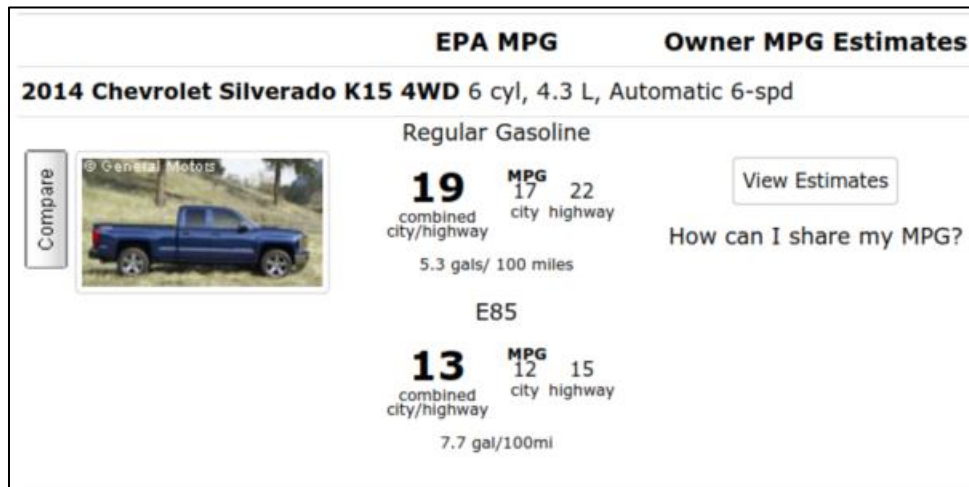 EPA MPG Owner MPG Estimates
2014 Chevrolet Silverado K15 4WD 6 cyl, 4.3 L, Automatic 6-spd
Regular Gasoline
Compare
© General Motors
19
combined
city/highway
MPG
17 22
city highway
5.3 gals/ 100 miles
View Estimates
How can I share my MPG?
E85
13
combined
city/highway
MPG
12 15
city highway
7.7 gal/100mi